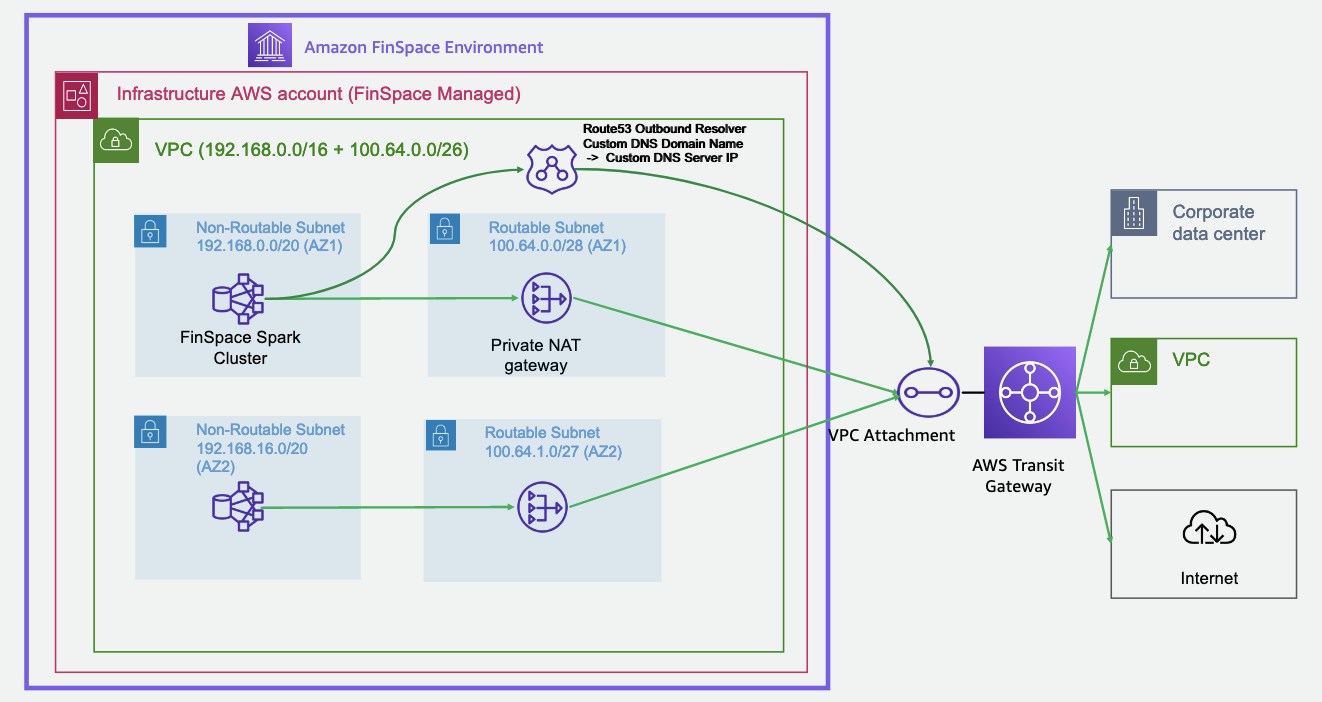 Amazon FinSpace Environment
Infrastructure AWS account (FinSpace Managed)
VPC (192.168.0.0/16 + 100.64.0.0/26)
Route53 Outbound Resolver
Custom DNS Domain Name
-> Custom DNS Server IP
Non-Routable Subnet
192.168.0.0/20 (AZ1)
FinSpace Spark
Cluster
Routable Subnet
100.64.0.0/28 (AZ1)
Private NAT
gateway
Non-Routable Subnet
192.168.16.0/20
(AZ2)
Routable Subnet
100.64.1.0/27 (AZ2)
VPC Attachment
AWS Transit
Gateway
Corporate
data center
VPC
Internet